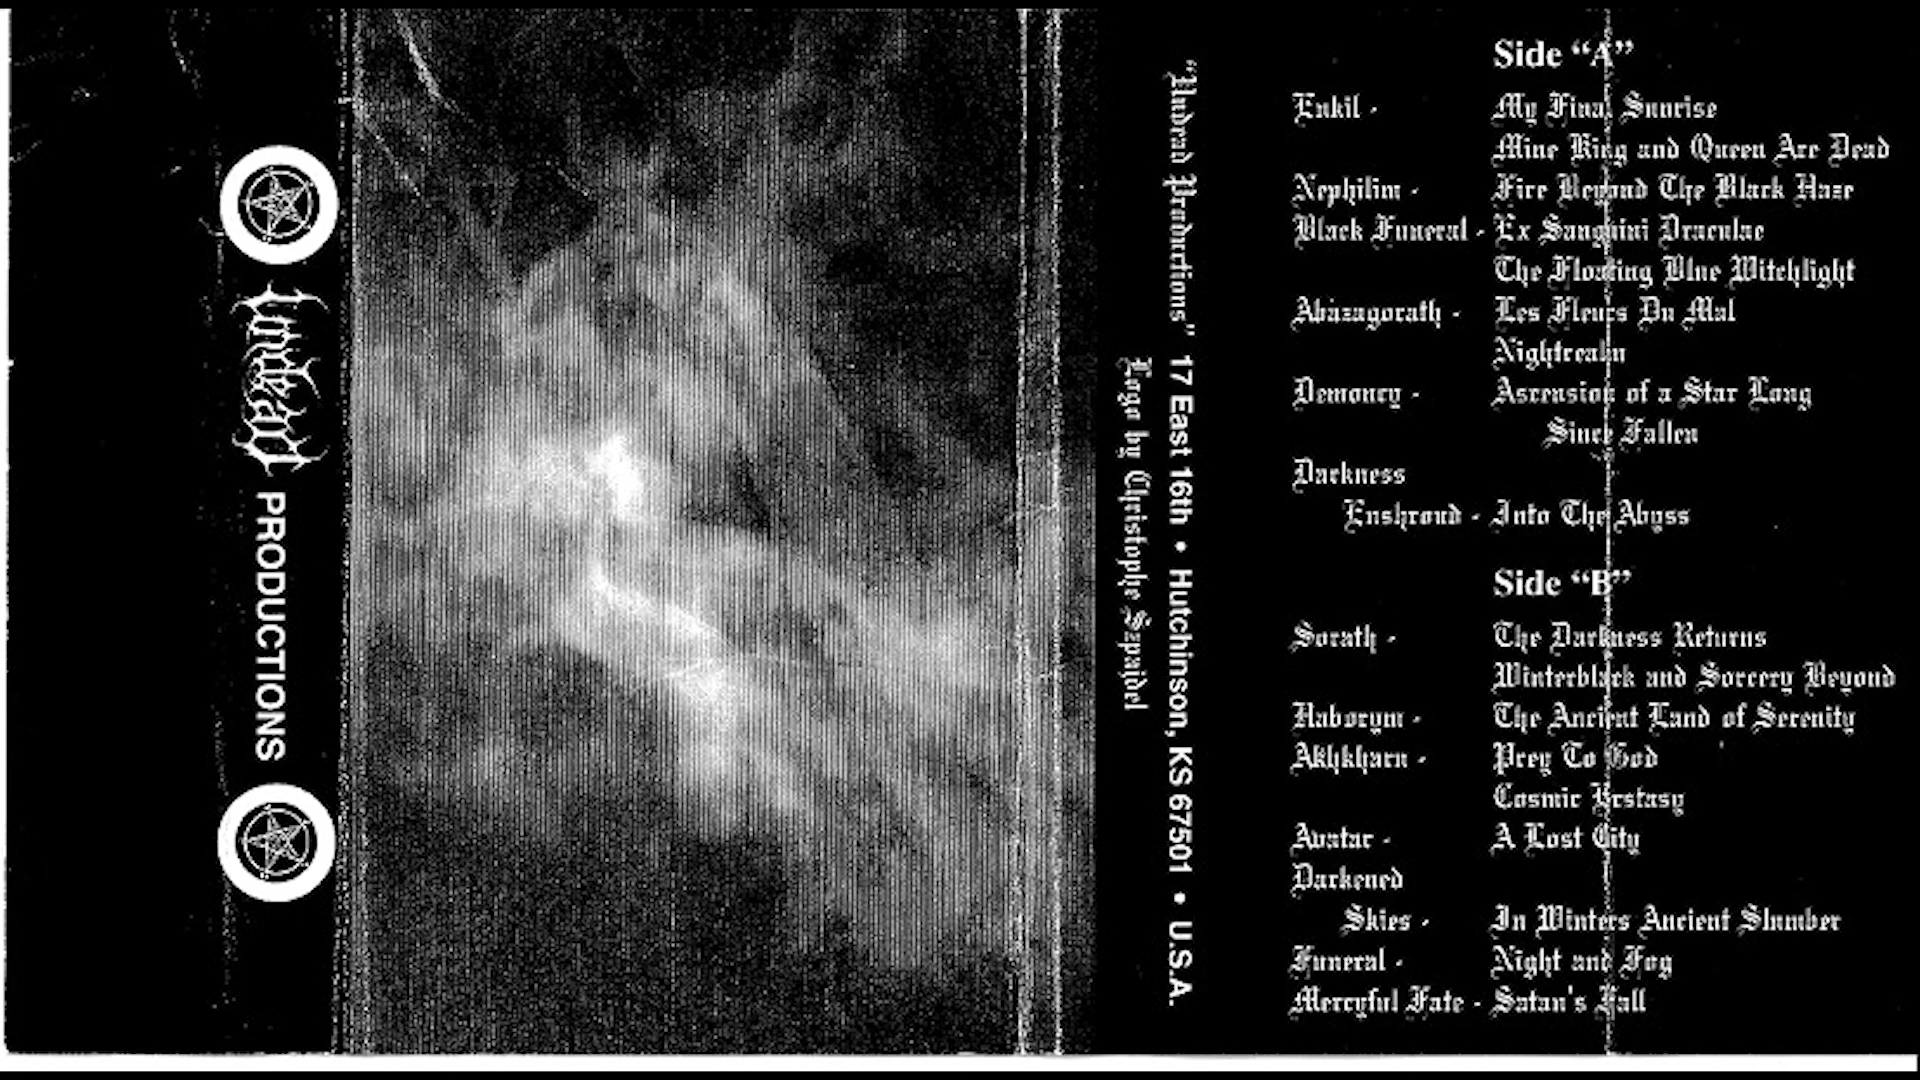 Undead
PRODUCTIONS
"Undead Productions" 17 East 16th • Hutchinson, KS 67501 • U.S.A.
Logo by Christophe Szpajdel
Side “A”
Enkil - My Final Sunrise
Mine King and Queen Are Dead
Nephilim - Fire Beyond The Black Haze
Black Funeral - Ex Sanguini Draculae
The Floating Blue Witchlight
Abazagorath - Les Fleurs Du Mal
Nightrealm
Demoncy - Ascension of a Star Long
Since Fallen
Darkness
Enshroud - Into The Abyss
Side “B”
Sorath - The Darkness Returns
Winterblack and Sorcery Beyond
Haborym - The Ancient Land of Serenity
Akhkharu - Prey To God
Cosmic Ecstasy
Avatar - A Lost City
Darkened
Skies - In Winters Ancient Slumber
Funeral - Night and Fog
Mercyful Fate - Satan's Fall